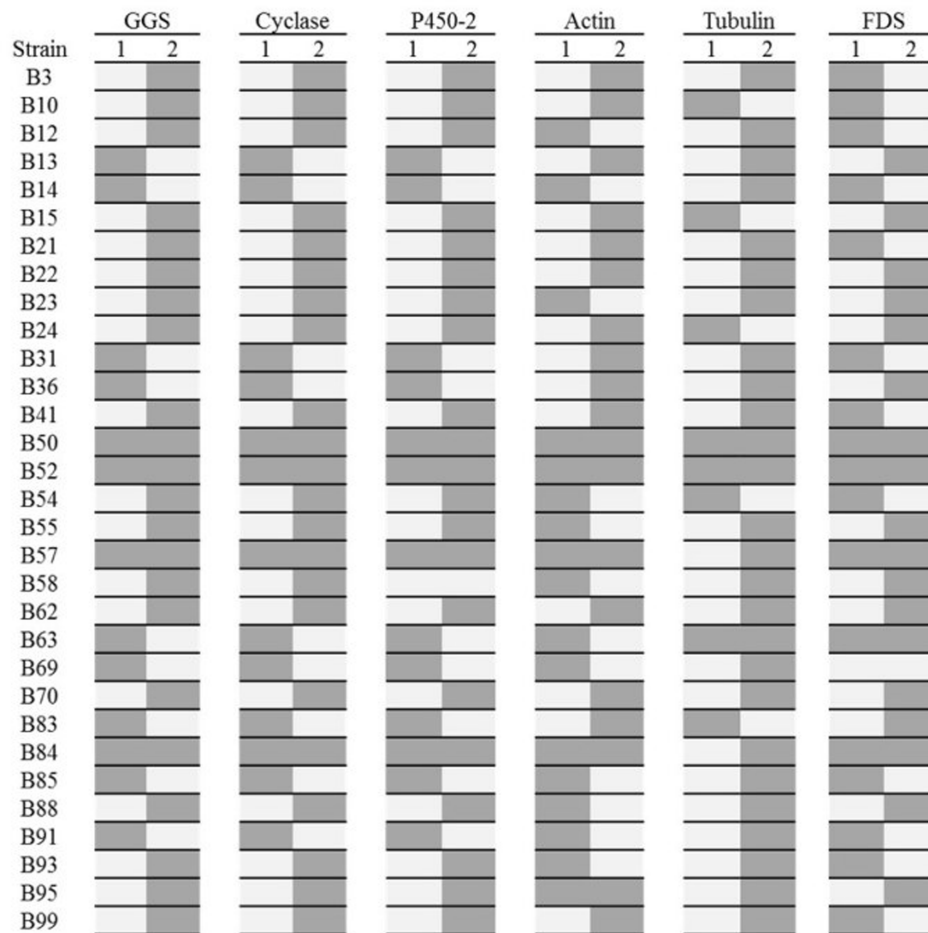 GGS Cyclase P450-2 Actin Tubulin FDS
Strain 1 2 1 2 1 2 1 2 1 2 1 2
B3
B10
B12
B13
B14
B15
B21
B22
B23
B24
B31
B36
B41
B50
B52
B54
B55
B57
B58
B62
B63
B69
B70
B83
B84
B85
B88
B91
B93
B95
B99